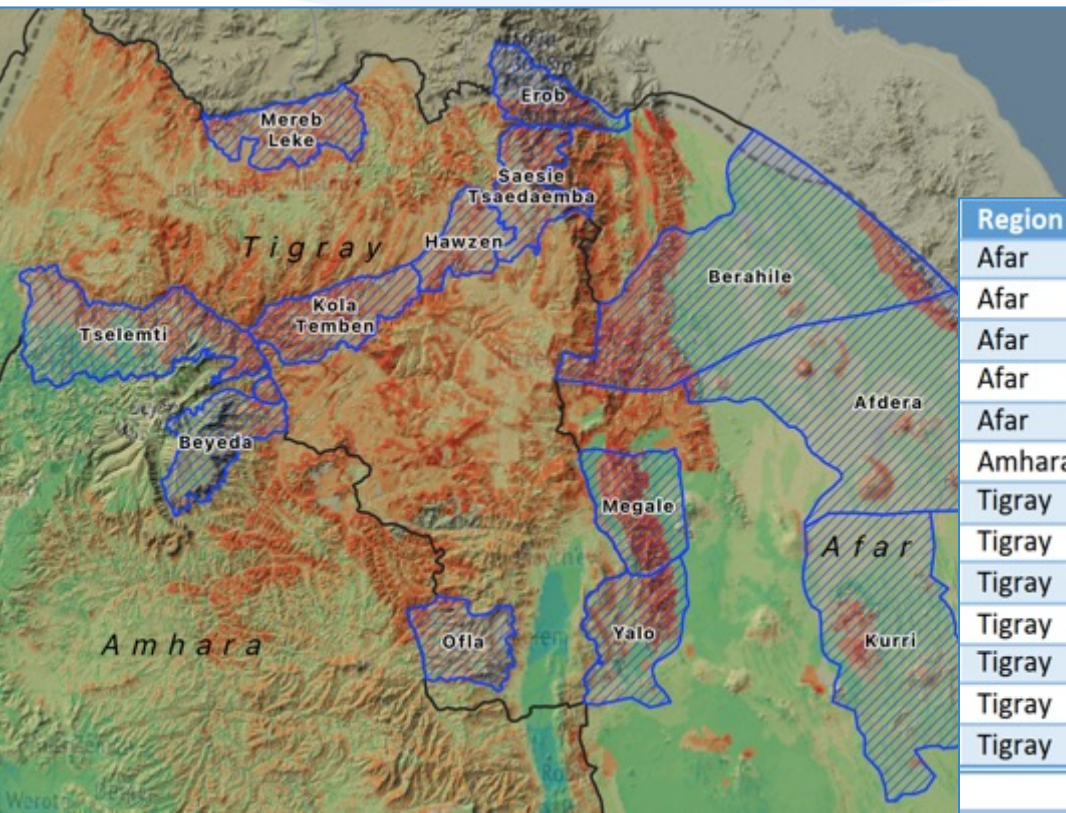 Erob
Mereb
Leke
Saesie
Tsaedaemba
Tigray
Hawzen
Berahile
Kola
Temben
Tselemti
Afdera
Beyeda
Megale
Afar
Amhara
Ofla
Yalo
Kurri
Region
Afar
Afar
Afar
Afar
Afar
Amhara
Tigray
Tigray
Tigray
Tigray
Tigray
Tigray
Tigray